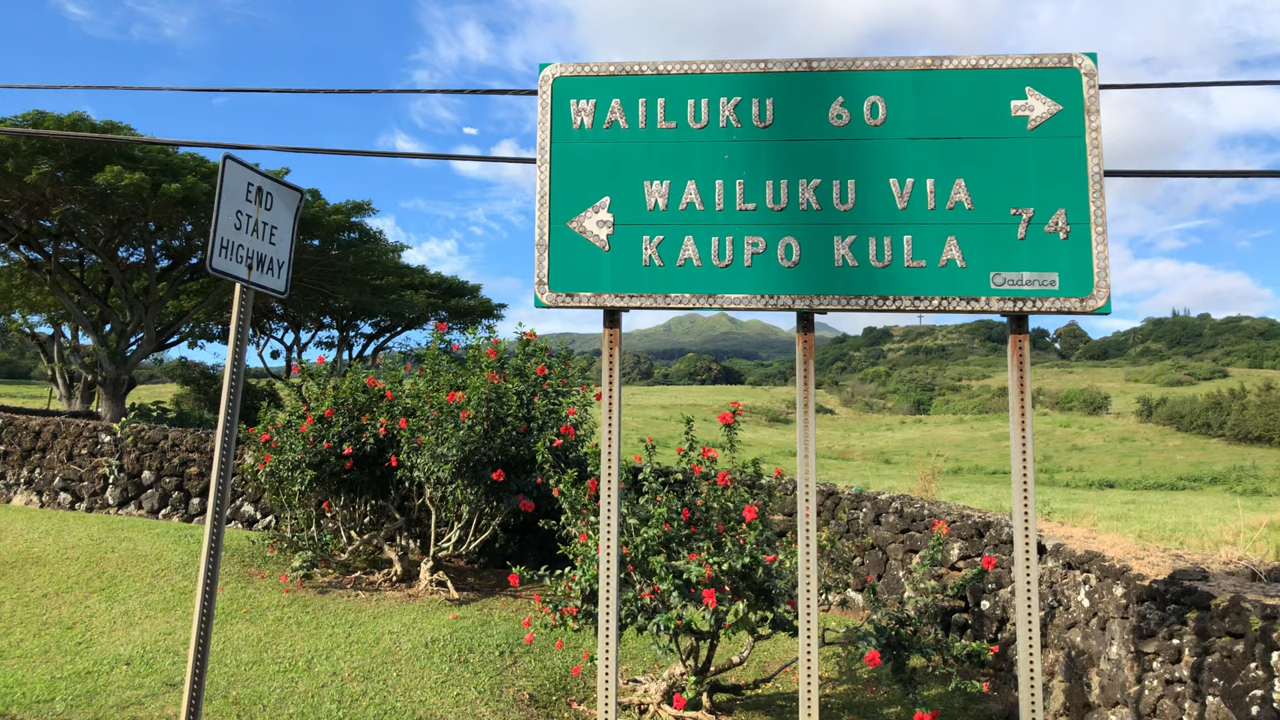 END
STATE
HIGHWAY
WAILUKU 60
WAILUKU VIA
KAUPO KULA
74
Cadence